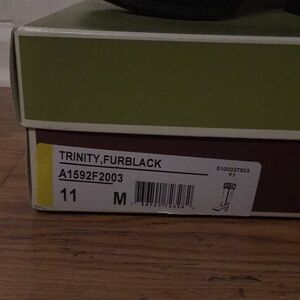 TRINITY,FURBLACK
5100037503
F1
A1592F2003
11 M